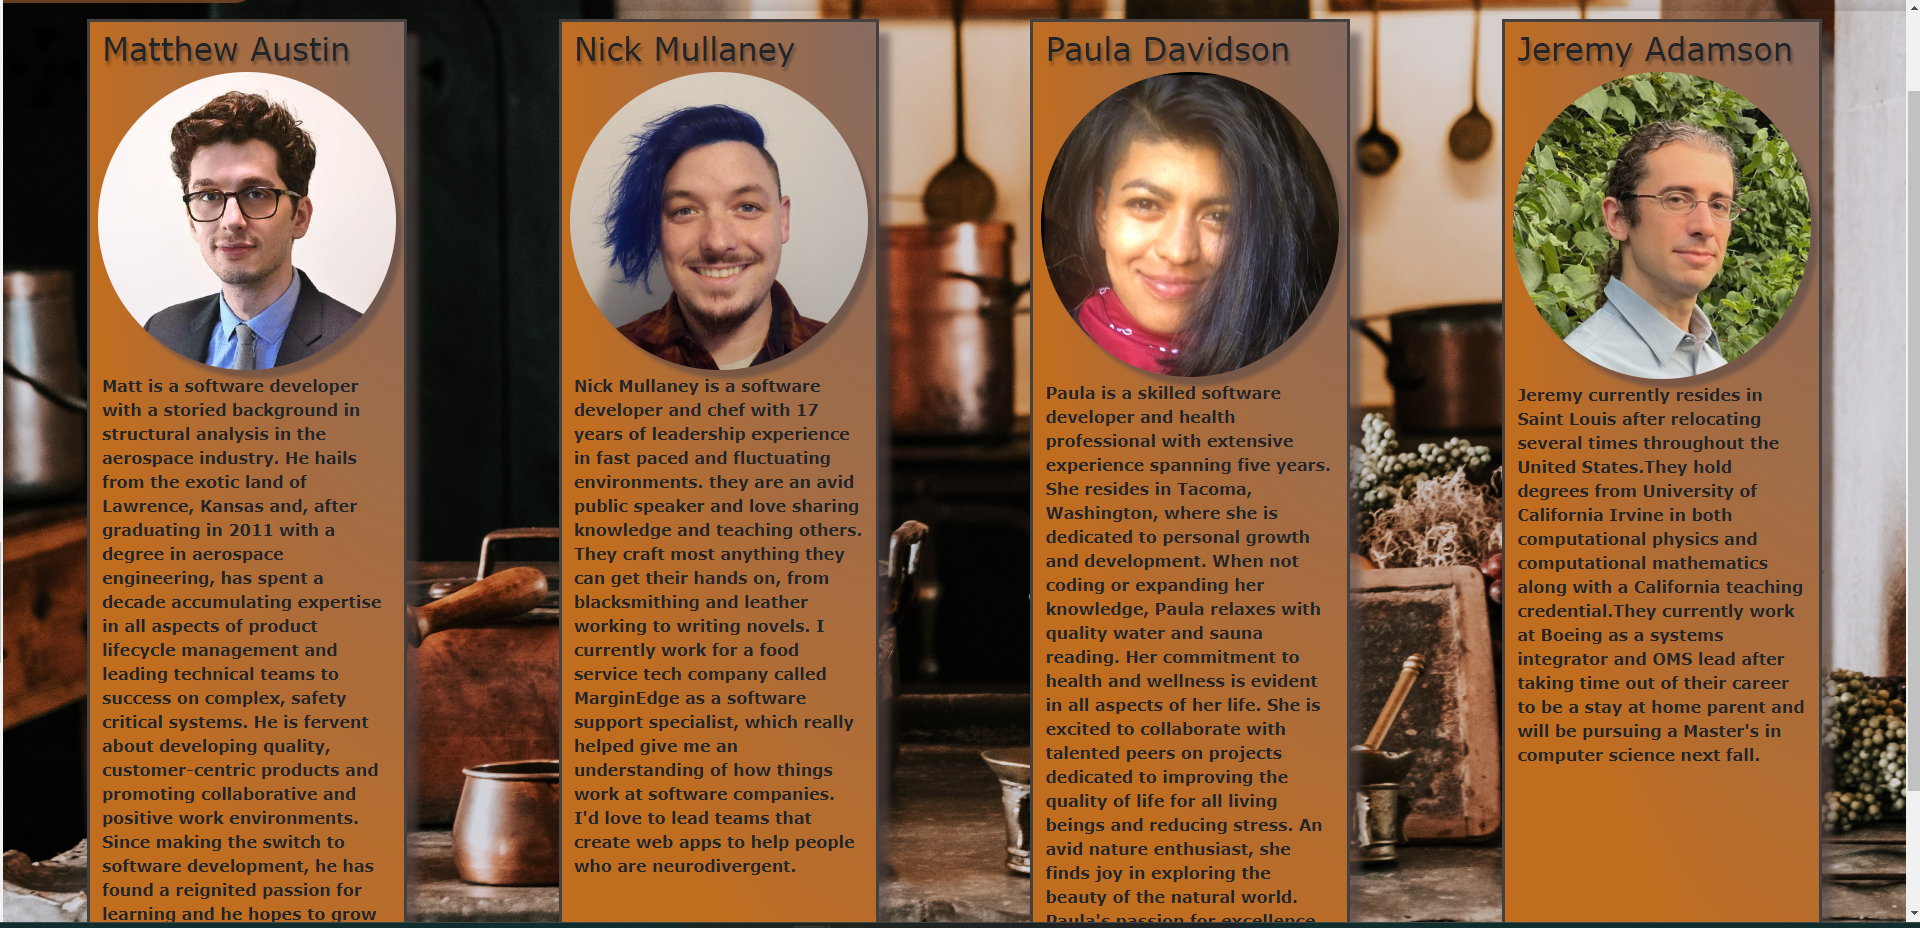 Matthew Austin
Matt is a software developer
with a storied background in
structural analysis in the
aerospace industry. He hails
from the exotic land of
Lawrence, Kansas and, after
graduating in 2011 with a
degree in aerospace
engineering, has spent a
decade accumulating expertise
in all aspects of product
lifecycle management and
leading technical teams to
success on complex, safety
critical systems. He is fervent
about developing quality,
customer-centric products and
promoting collaborative and
positive work environments.
Since making the switch to
software development, he has
found a reignited passion for
learning and he hopes to grow
Nick Mullaney
Nick Mullaney is a software
developer and chef with 17
years of leadership experience
in fast paced and fluctuating
environments. they are an avid
public speaker and love sharing
knowledge and teaching others.
They craft most anything they
can get their hands on, from
blacksmithing and leather
working to writing novels. I
currently work for a food
service tech company called
MarginEdge as a software
support specialist, which really
helped give me an
understanding of how things
work at software companies.
I'd love to lead teams that
create web apps to help people
who are neurodivergent.
Paula Davidson
Paula is a skilled software
developer and health
professional with extensive
experience spanning five years.
She resides in Tacoma,
Washington, where she is
dedicated to personal growth
and development. When not
coding or expanding her
knowledge, Paula relaxes with
quality water and sauna
reading. Her commitment to
health and wellness is evident
in all aspects of her life. She is
excited to collaborate with
talented peers on projects
dedicated to improving the
quality of life for all living
beings and reducing stress. An
avid nature enthusiast, she
finds joy in exploring the
beauty of the natural world.
Paula's passion for excellence
Jeremy Adamson
Jeremy currently resides in
Saint Louis after relocating
several times throughout the
United States.They hold
degrees from University of
California Irvine in both
computational physics and
computational mathematics
along with a California teaching
credential.They currently work
at Boeing as a systems
integrator and OMS lead after
taking time out of their career
to be a stay at home parent and
will be pursuing a Master's in
computer science next fall.